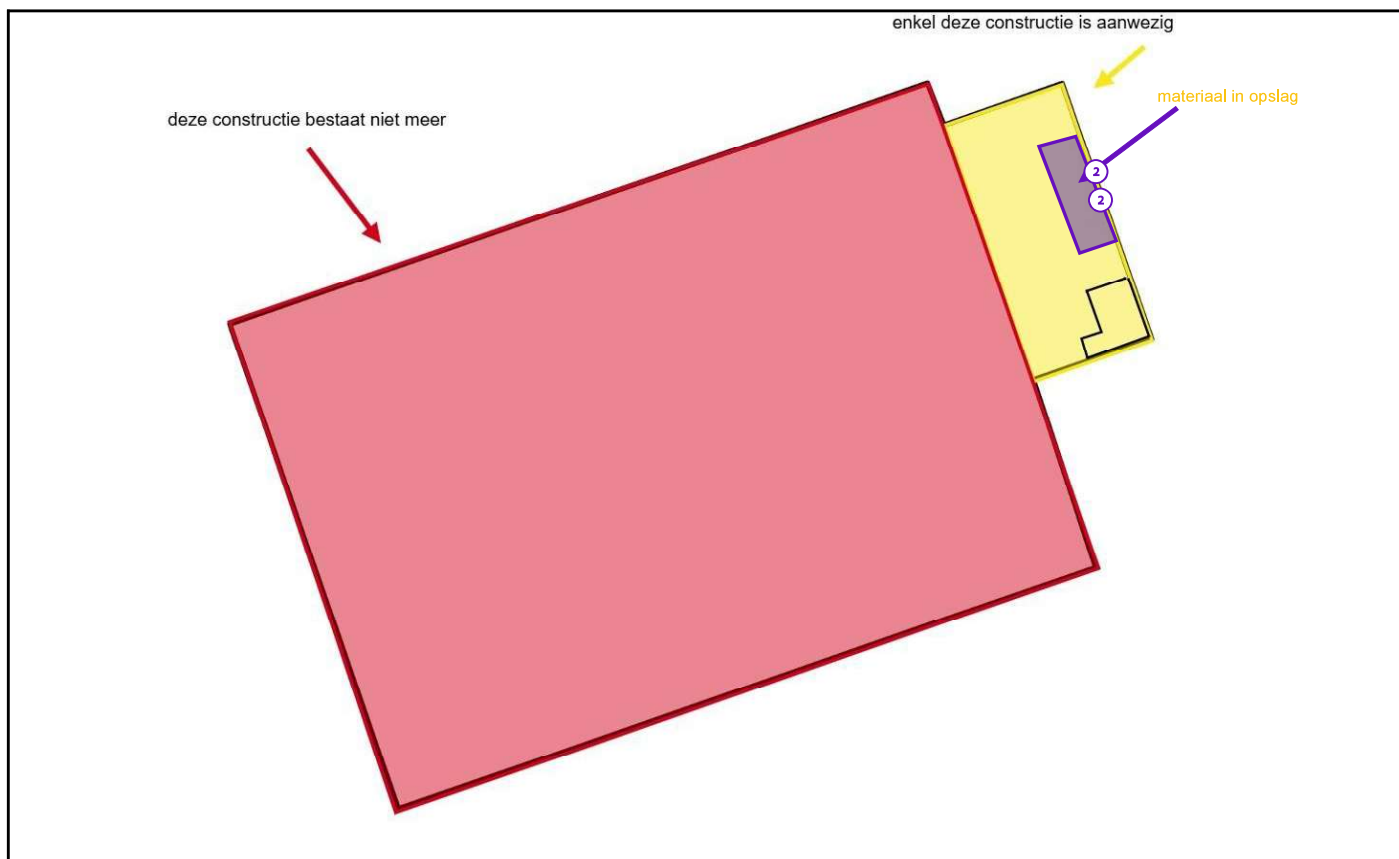 enkel deze constructie is aanwezig
materiaal in opslag
deze constructie bestaat niet meer
2
2